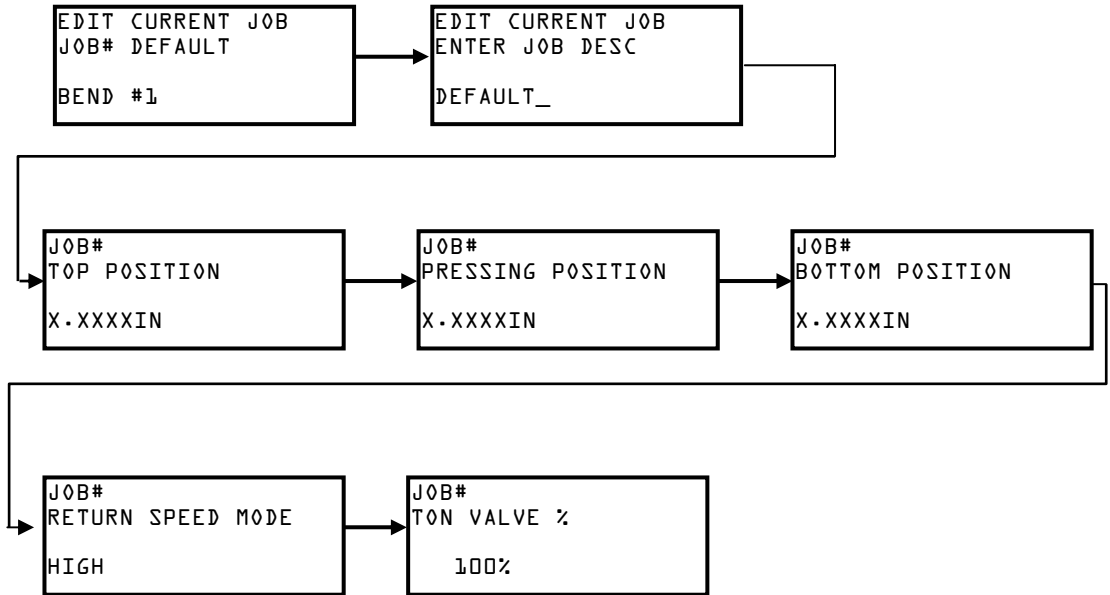 EDIT CURRENT JOB
JOB# DEFAULT
BEND #1
EDIT CURRENT JOB
ENTER JOB DESC
DEFAULT_
JOB#
TOP POSITION
X.XXXXIN
JOB#
PRESSING POSITION
X.XXXXIN
JOB#
BOTTOM POSITION
X.XXXXIN
JOB#
RETURN SPEED MODE
HIGH
JOB#
TON VALVE %
100%